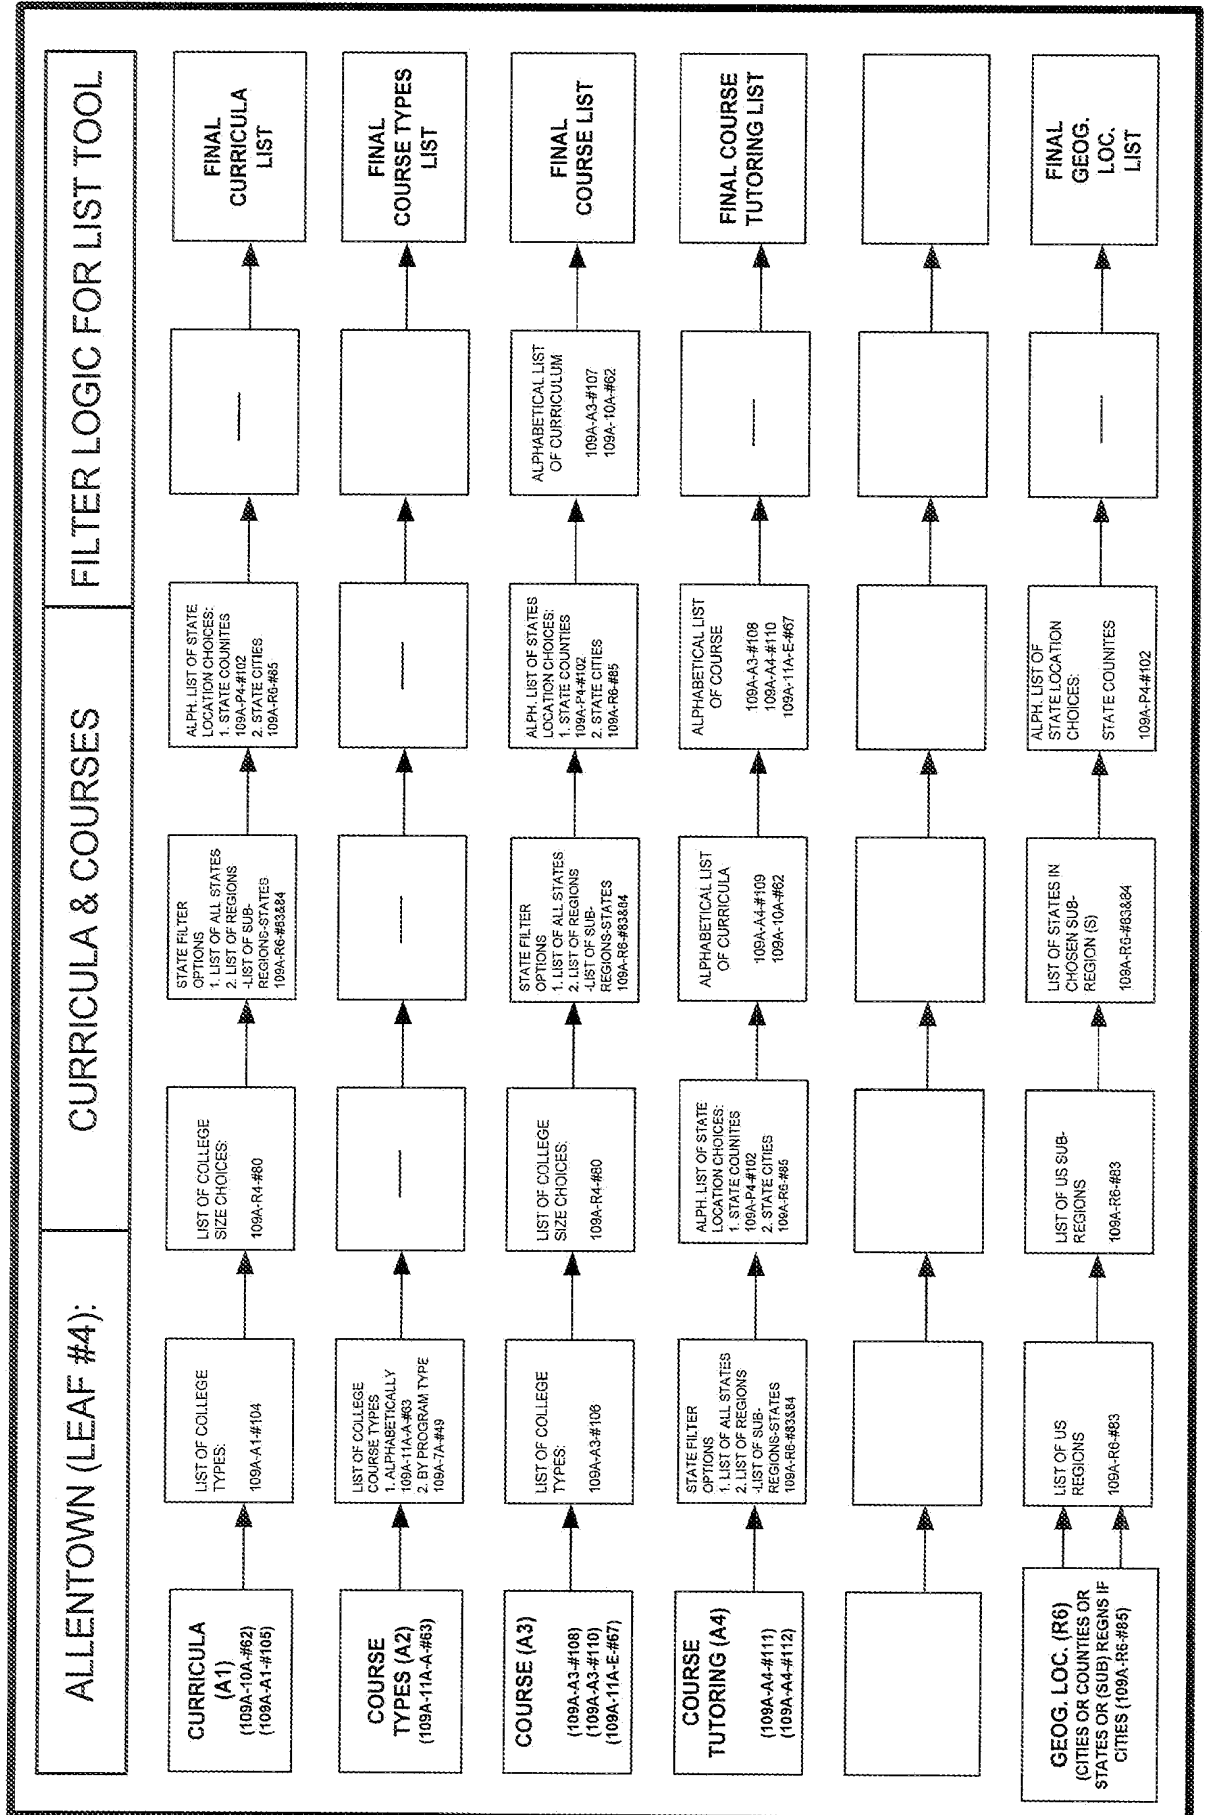 ALLENTOWN (LEAF #4):
CURRICULA & COURSES
FILTER LOGIC FOR LIST TOOL
CURRICULA
(A1)
(109A-10A-#62)
(109A-A1-#105)
LIST OF COLLEGE
TYPES:
109A-A1-#104
LIST OF COLLEGE
SIZE CHOICES:
109A-R4-#80
STATE FILTER
OPTIONS
1. LIST OF ALL STATES
2. LIST OF REGIONS
-LIST OF SUB-
REGIONS-STATES
109A-R6-#83&84
ALPH. LIST OF STATE
LOCATION CHOICES:
1. STATE COUNITES
109A-P4-#102
2. STATE CITIES
109A-R6-#85
—
FINAL
CURRICULA
LIST
COURSE
TYPES (A2)
(109A-11A-A-#63)
LIST OF COLLEGE
COURSE TYPES
1. ALPHABETICALLY
109A-11A-A-#63
2. BY PROGRAM TYPE
109A-7A-#49
—
—
—
FINAL
COURSE TYPES
LIST
COURSE (A3)
(109A-A3-#108)
(109A-A3-#110)
(109A-11A-E-#67)
LIST OF COLLEGE
TYPES:
109A-A3-#106
LIST OF COLLEGE
SIZE CHOICES:
109A-R4-#80
STATE FILTER
OPTIONS
1. LIST OF ALL STATES
2. LIST OF REGIONS
-LIST OF SUB-
REGIONS-STATES
109A-R6-#83&84
ALPH. LIST OF STATES
LOCATION CHOICES:
1. STATE COUNTIES
109A-P4-#102
2. STATE CITIES
109A-R6-#85
ALPHABETICAL LIST
OF CURRICULUM
109A-A3-#107
109A-10A-#62
FINAL
COURSE LIST
COURSE
TUTORING (A4)
(109A-A4-#111)
(109A-A4-#112)
STATE FILTER
OPTIONS
1. LIST OF ALL STATES
2. LIST OF REGIONS
-LIST OF SUB-
REGIONS-STATES
109A-R6-#83&84
ALPH. LIST OF STATE
LOCATION CHOICES:
1. STATE COUNITES
109A-P4-#102
2. STATE CITIES
109A-R6-#85
ALPHABETICAL LIST
OF CURRICULA
109A-A4-#109
109A-10A-#62
ALPHABETICAL LIST
OF COURSE
109A-A3-#108
109A-A4-#110
109A-11A-E-#67
—
FINAL COURSE
TUTORING LIST
GEOG. LOC. (R6)
(CITIES OR COUNTIES OR
STATES OR (SUB) REGNS IF
CITIES (109A-R6-#85)
LIST OF US
REGIONS
109A-R6-#83
LIST OF US SUB-
REGIONS
109A-R6-#83
LIST OF STATES IN
CHOSEN SUB-
REGION (S)
109A-R6-#83&84
ALPH. LIST OF
STATE LOCATION
CHOICES:
STATE COUNITES
109A-P4-#102
—
FINAL
GEOG.
LOC.
LIST